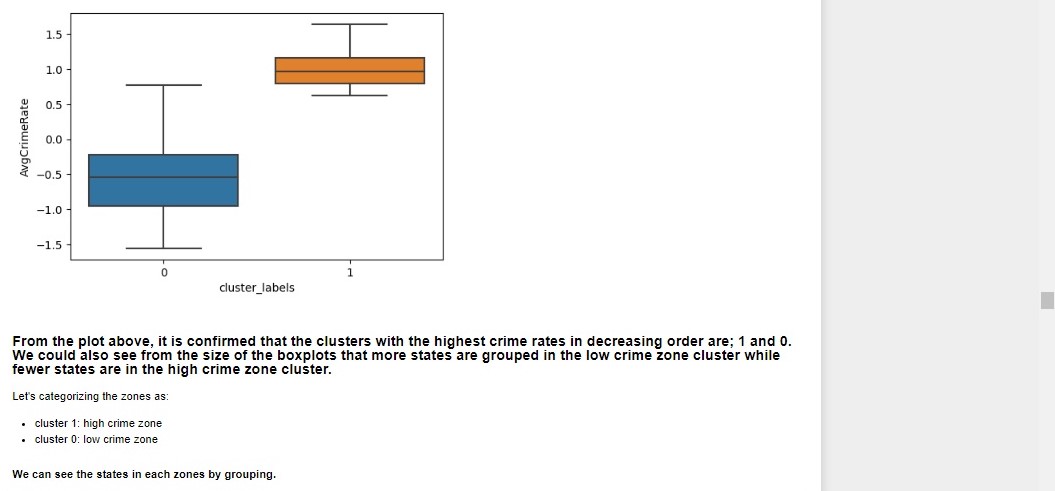 1.5
1.0
0.5
0.0
−0.5
−1.0
−1.5
AvgCrimeRate
0
1
cluster_labels
From the plot above, it is confirmed that the clusters with the highest crime rates in decreasing order are; 1 and 0.
We could also see from the size of the boxplots that more states are grouped in the low crime zone cluster while
fewer states are in the high crime zone cluster.
Let's categorizing the zones as:
• cluster 1: high crime zone
• cluster 0: low crime zone
We can see the states in each zones by grouping.